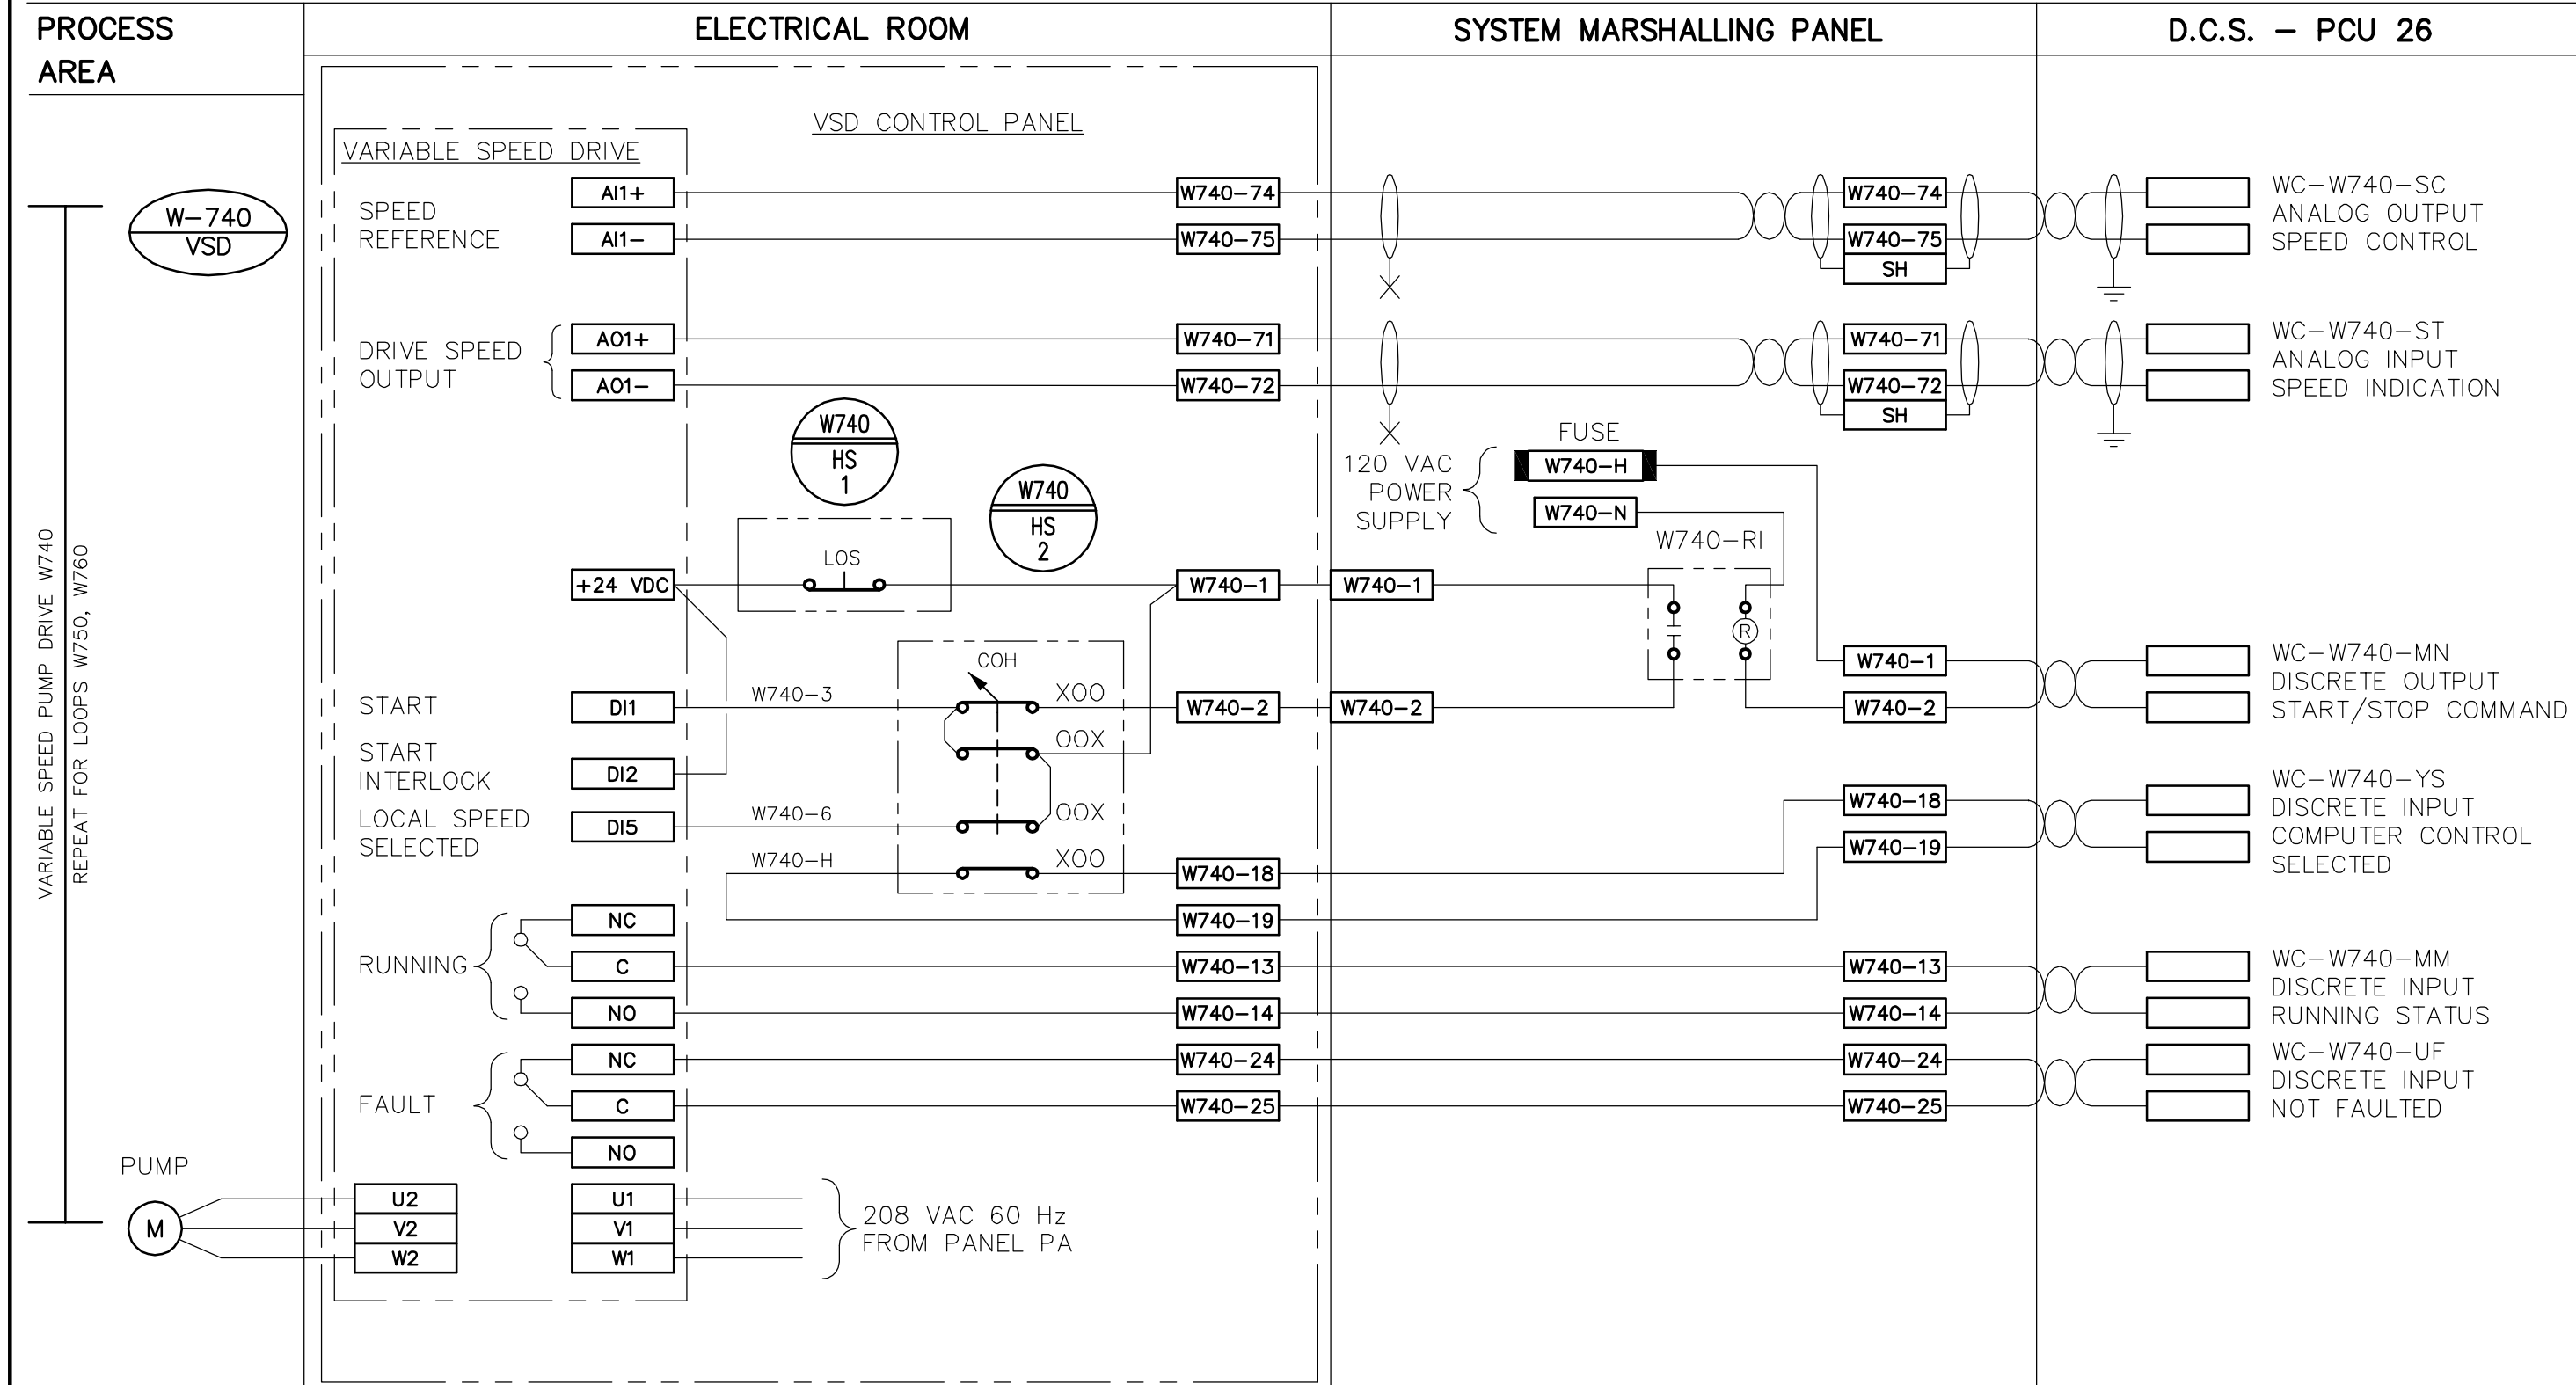 PROCESS
AREA
ELECTRICAL ROOM
SYSTEM MARSHALLING PANEL
D.C.S. – PCU 26
VSD CONTROL PANEL
VARIABLE SPEED DRIVE
W-740
VSD
VARIABLE SPEED PUMP DRIVE W740
REPEAT FOR LOOPS W750, W760
SPEED
REFERENCE
AI1+
AI1-
W740-74
W740-75
W740-74
W740-75
SH
WC-W740-SC
ANALOG OUTPUT
SPEED CONTROL
DRIVE SPEED
OUTPUT
AO1+
AO1-
W740-71
W740-72
W740-71
W740-72
SH
WC-W740-ST
ANALOG INPUT
SPEED INDICATION
W740
HS
1
W740
HS
2
FUSE
120 VAC
POWER
SUPPLY
W740-H
W740-N
W740-RI
LOS
+24 VDC
W740-1
W740-1
R
COH
START
DI1
W740-3
XOO
W740-2
W740-2
W740-1
W740-2
WC-W740-MN
DISCRETE OUTPUT
START/STOP COMMAND
START
INTERLOCK
DI2
OOX
LOCAL SPEED
SELECTED
DI5
W740-6
OOX
W740-H
XOO
W740-18
W740-19
W740-18
W740-19
WC-W740-YS
DISCRETE INPUT
COMPUTER CONTROL
SELECTED
RUNNING
NC
C
NO
W740-13
W740-14
W740-13
W740-14
WC-W740-MM
DISCRETE INPUT
RUNNING STATUS
FAULT
NC
C
NO
W740-24
W740-25
W740-24
W740-25
WC-W740-UF
DISCRETE INPUT
NOT FAULTED
PUMP
M
U2
V2
W2
U1
V1
W1
208 VAC 60 Hz
FROM PANEL PA